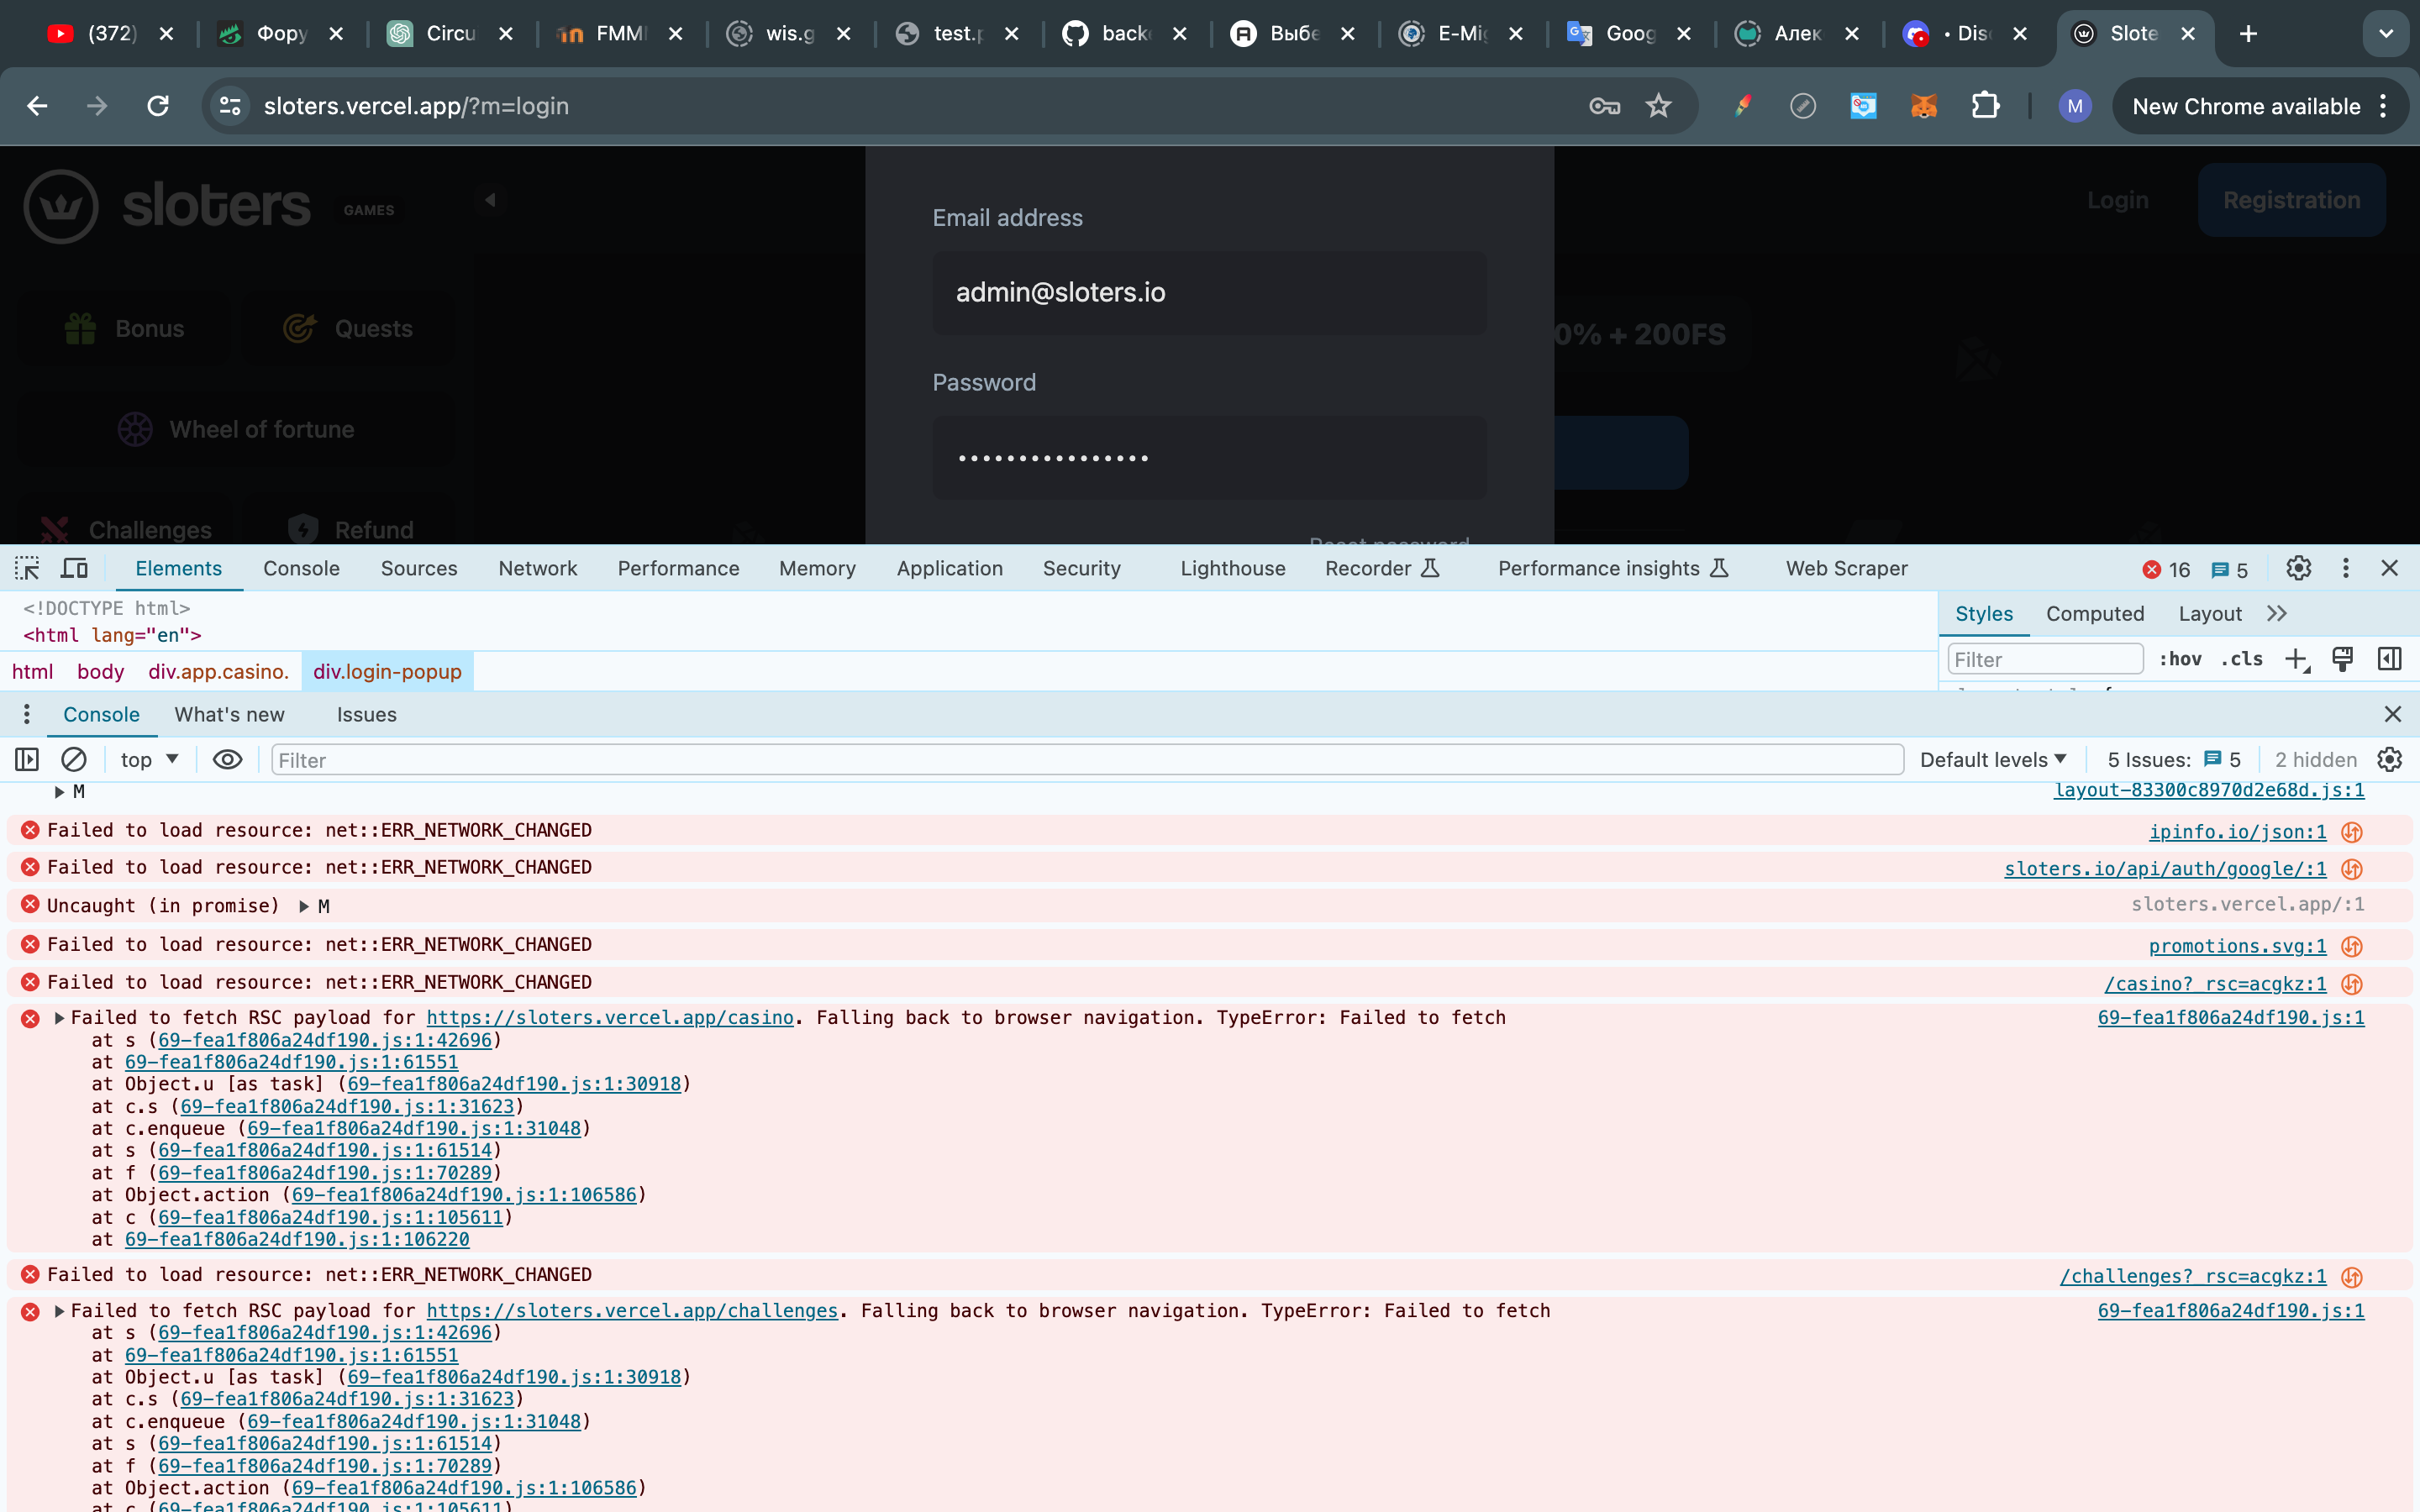 (372)
Фору
Circu
FMMI
wis.g
test.p
back
Выбе
E-Mig
Goog
Алек
• Disc
Slote
sloters.vercel.app/?m=login
M
New Chrome available
sloters GAMES
Login
Registration
Email address
admin@sloters.io
Bonus
Quests
0% + 200FS
Password
Wheel of fortune
••••••••••••••••
Challenges
Refund
Reset password
Elements
Console
Sources
Network
Performance
Memory
Application
Security
Lighthouse
Recorder
Performance insights
Web Scraper
16
5
<!DOCTYPE html>
<html lang="en">
Styles
Computed
Layout
html
body
div.app.casino.
div.login-popup
Filter
:hov
.cls
Console
What's new
Issues
top
Filter
Default levels
5 Issues:
5
2 hidden
M layout-83300c8970d2e68d.js:1
Failed to load resource: net::ERR_NETWORK_CHANGED ipinfo.io/json:1
Failed to load resource: net::ERR_NETWORK_CHANGED sloters.io/api/auth/google/:1
Uncaught (in promise) M sloters.vercel.app/:1
Failed to load resource: net::ERR_NETWORK_CHANGED promotions.svg:1
Failed to load resource: net::ERR_NETWORK_CHANGED /casino?_rsc=acgkz:1
Failed to fetch RSC payload for https://sloters.vercel.app/casino. Falling back to browser navigation. TypeError: Failed to fetch 69-fea1f806a24df190.js:1
at s (69-fea1f806a24df190.js:1:42696)
at 69-fea1f806a24df190.js:1:61551
at Object.u [as task] (69-fea1f806a24df190.js:1:30918)
at c.s (69-fea1f806a24df190.js:1:31623)
at c.enqueue (69-fea1f806a24df190.js:1:31048)
at s (69-fea1f806a24df190.js:1:61514)
at f (69-fea1f806a24df190.js:1:70289)
at Object.action (69-fea1f806a24df190.js:1:106586)
at c (69-fea1f806a24df190.js:1:105611)
at 69-fea1f806a24df190.js:1:106220
Failed to load resource: net::ERR_NETWORK_CHANGED /challenges?_rsc=acgkz:1
Failed to fetch RSC payload for https://sloters.vercel.app/challenges. Falling back to browser navigation. TypeError: Failed to fetch 69-fea1f806a24df190.js:1
at s (69-fea1f806a24df190.js:1:42696)
at 69-fea1f806a24df190.js:1:61551
at Object.u [as task] (69-fea1f806a24df190.js:1:30918)
at c.s (69-fea1f806a24df190.js:1:31623)
at c.enqueue (69-fea1f806a24df190.js:1:31048)
at s (69-fea1f806a24df190.js:1:61514)
at f (69-fea1f806a24df190.js:1:70289)
at Object.action (69-fea1f806a24df190.js:1:106586)
at c (69-fea1f806a24df190.js:1:105611)